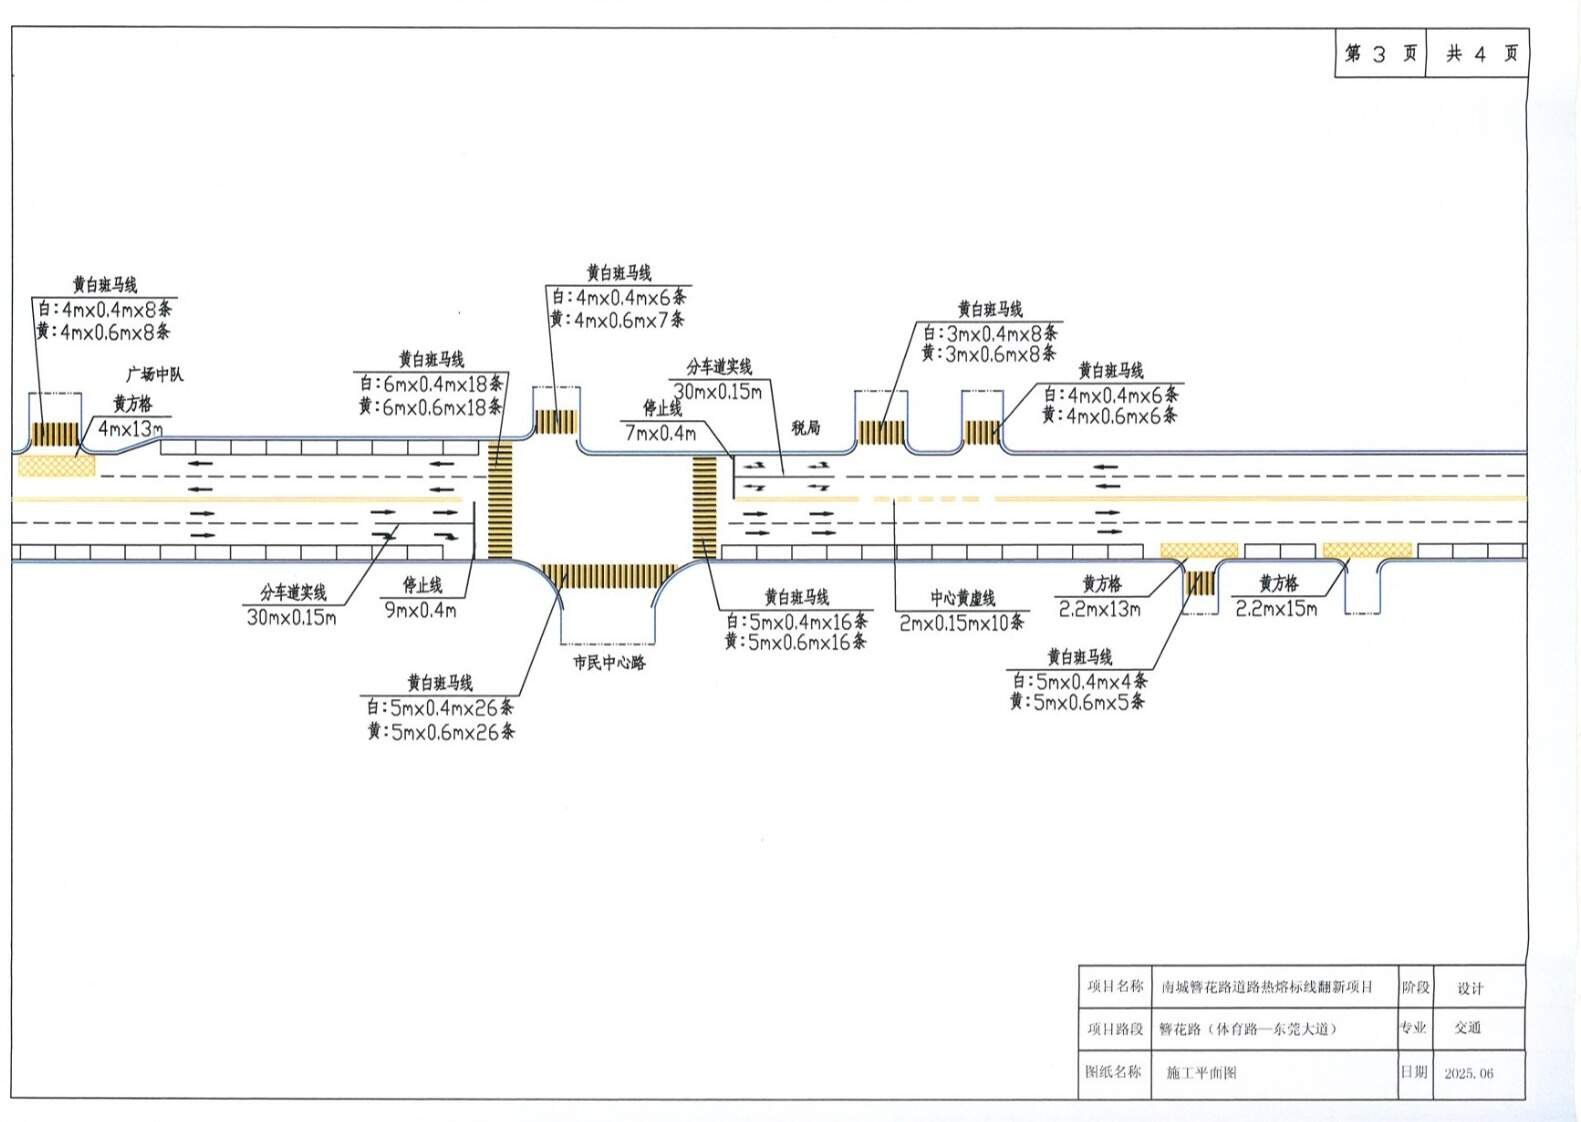 第 3 页 共 4 页
黄白斑马线
白:4mx0.4mx6条
黄:4mx0.6mx7条
黄白斑马线
白:4mx0.4mx8条
黄:4mx0.6mx8条
黄白斑马线
白:3mx0.4mx8条
黄:3mx0.6mx8条
黄白斑马线
白:6mx0.4mx18条
黄:6mx0.6mx18条
分车道实线
30mx0.15m
黄白斑马线
白:4mx0.4mx6条
黄:4mx0.6mx6条
广场中队
黄方格
4mx13m
停止线
7mx0.4m
税局
分车道实线
30mx0.15m
停止线
9mx0.4m
黄白斑马线
白:5mx0.4mx16条
黄:5mx0.6mx16条
中心黄虚线
2mx0.15mx10条
黄方格
2.2mx13m
黄方格
2.2mx15m
市民中心路
黄白斑马线
白:5mx0.4mx26条
黄:5mx0.6mx26条
黄白斑马线
白:5mx0.4mx4条
黄:5mx0.6mx5条
项目名称 南城簪花路道路热熔标线翻新项目 阶段 设计
项目路段 簪花路（体育路—东莞大道） 专业 交通
图纸名称 施工平面图 日期 2025.06